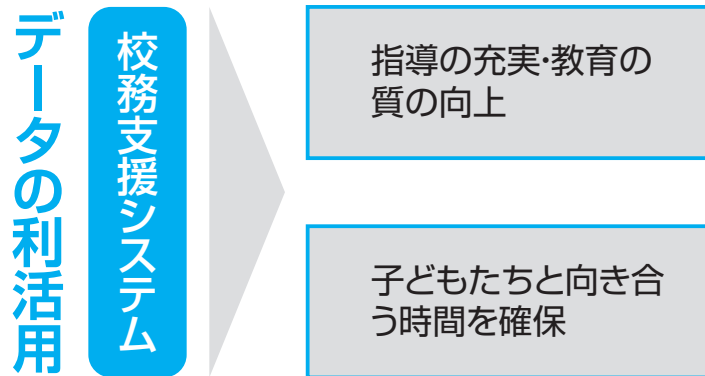 データの利活用
校務支援システム
指導の充実・教育の
質の向上
子どもたちと向き合
う時間を確保